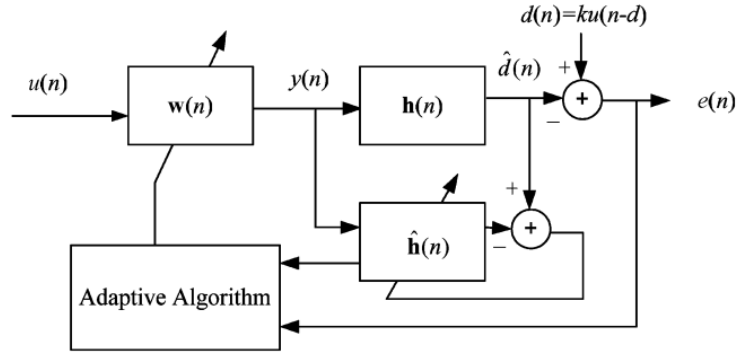 d(n)=ku(n-d)
u(n)
y(n)
d̂(n)
+
+
−
e(n)
w(n)
h(n)
+
+
−
ĥ(n)
Adaptive Algorithm